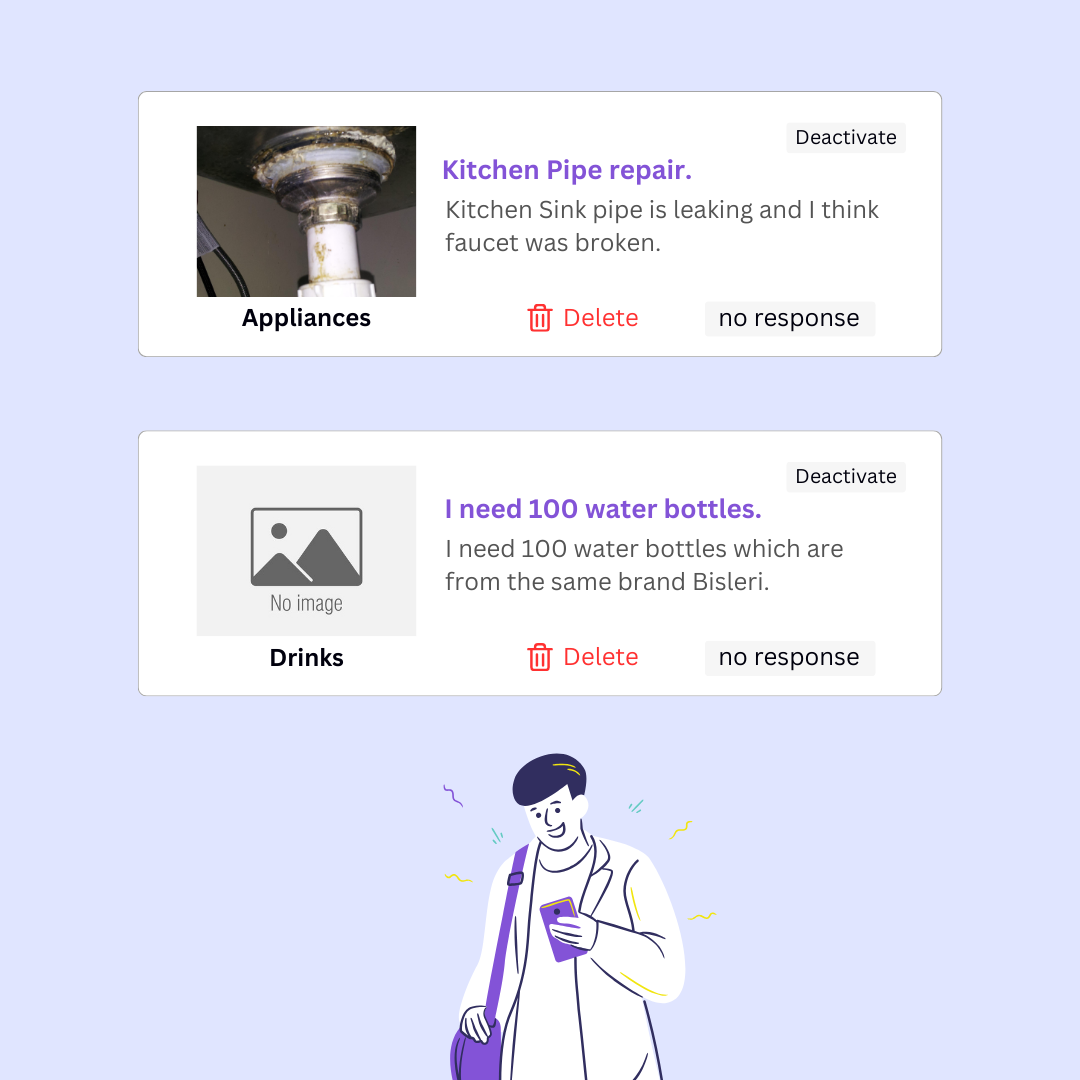 Deactivate
Kitchen Pipe repair.
Kitchen Sink pipe is leaking and I think
faucet was broken.
Appliances
Delete
no response
Deactivate
I need 100 water bottles.
I need 100 water bottles which are
from the same brand Bisleri.
No image
Drinks
Delete
no response